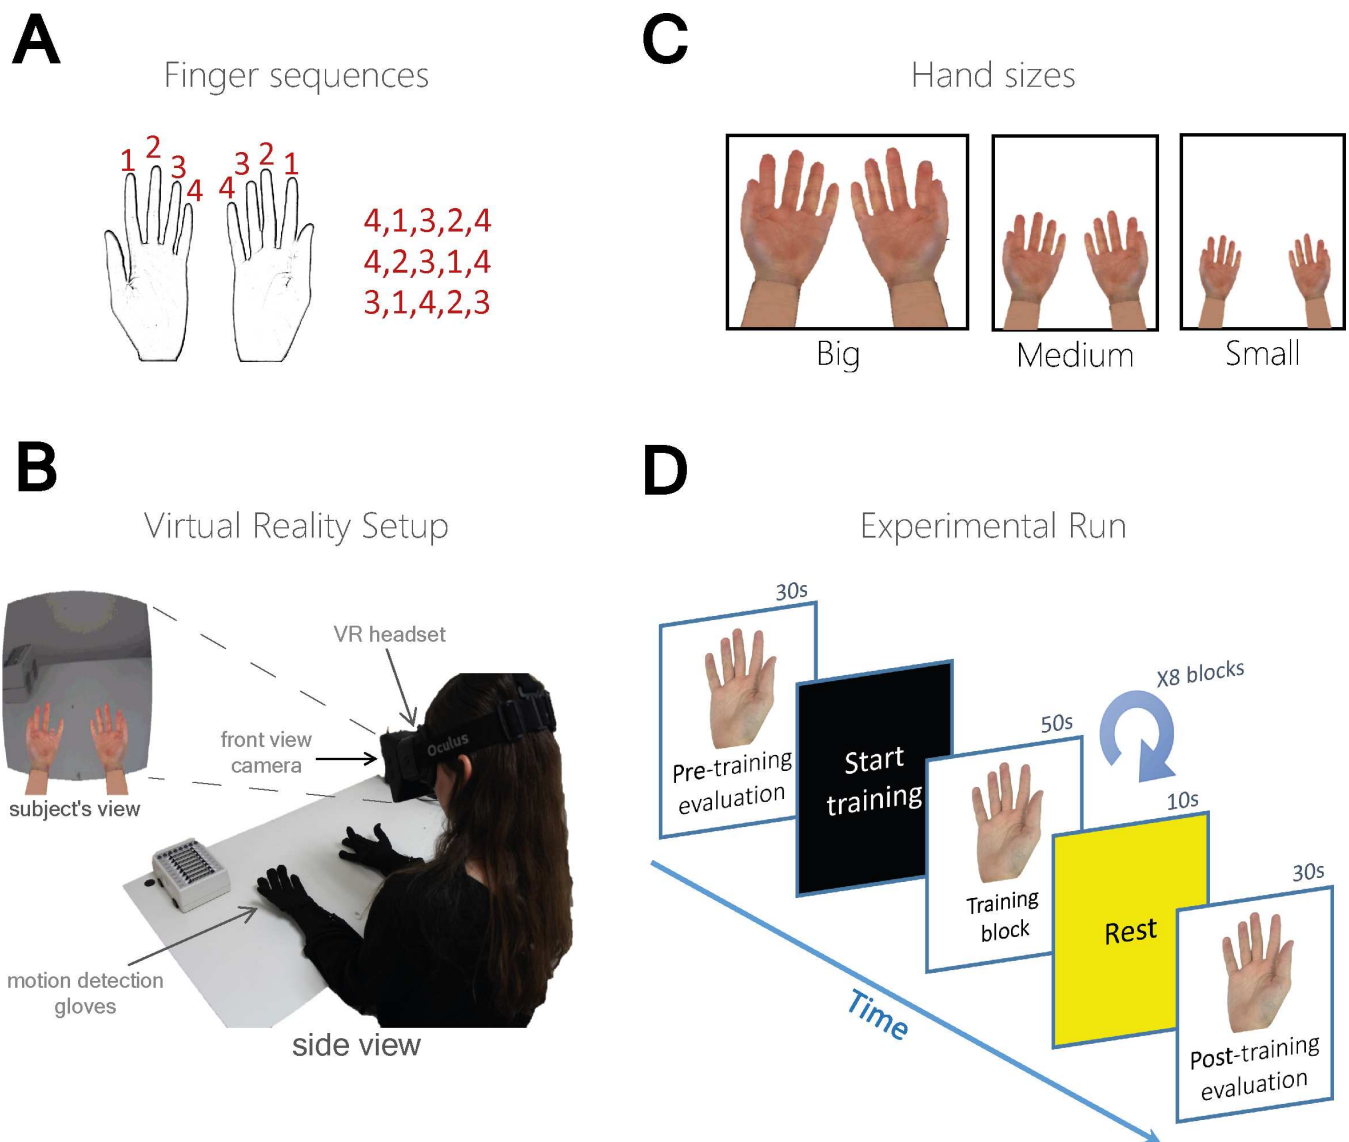 A
Finger sequences
1 2 3 4
4 3 2 1
4,1,3,2,4
4,2,3,1,4
3,1,4,2,3
C
Hand sizes
Big
Medium
Small
B
Virtual Reality Setup
VR headset
front view
camera
Oculus
subject's view
motion detection
gloves
side view
D
Experimental Run
30s
Pre-training
evaluation
Start
training
50s
Training
block
X8 blocks
10s
Rest
30s
Post-training
evaluation
Time